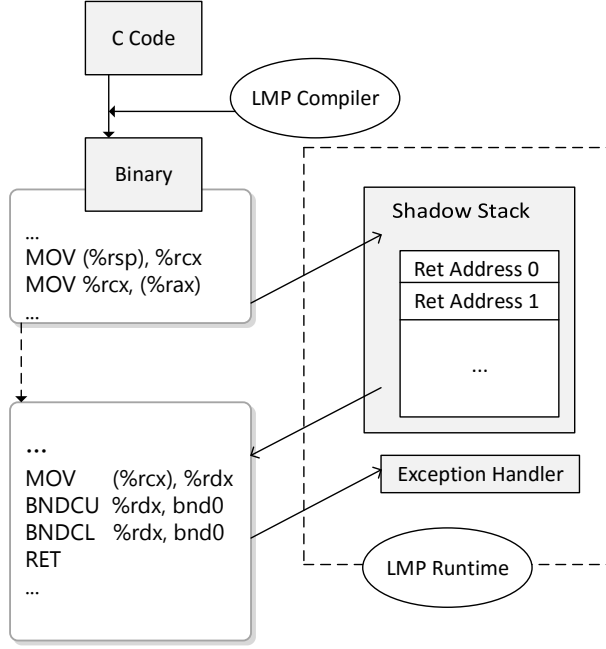 C Code
LMP Compiler
Binary
...
MOV (%rsp), %rcx
MOV %rcx, (%rax)
...
Shadow Stack
Ret Address 0
Ret Address 1
...
...
MOV (%rcx), %rdx
BNDCU %rdx, bnd0
BNDCL %rdx, bnd0
RET
...
Exception Handler
LMP Runtime